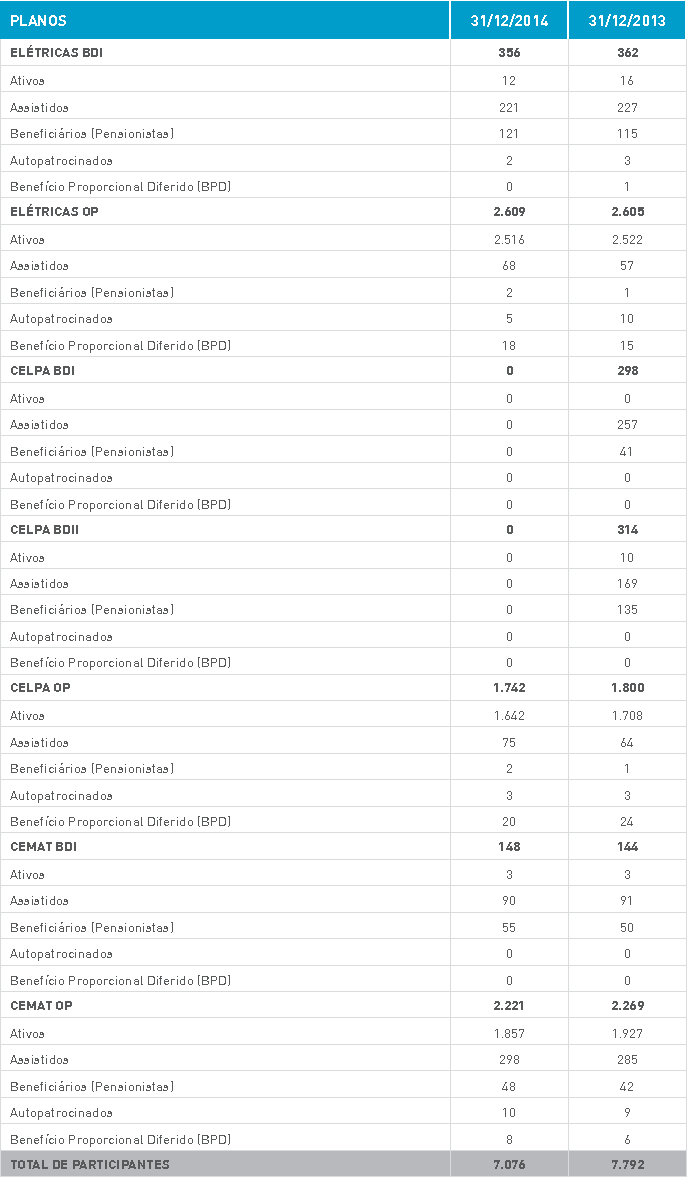 PLANOS 31/12/2014 31/12/2013
ELÉTRICAS BDI 356 362
Ativos 12 16
Assistidos 221 227
Beneficiários (Pensionistas) 121 115
Autopatrocinados 2 3
Benefício Proporcional Diferido (BPD) 0 1
ELÉTRICAS OP 2.609 2.605
Ativos 2.516 2.522
Assistidos 68 57
Beneficiários (Pensionistas) 2 1
Autopatrocinados 5 10
Benefício Proporcional Diferido (BPD) 18 15
CELPA BDI 0 298
Ativos 0 0
Assistidos 0 257
Beneficiários (Pensionistas) 0 41
Autopatrocinados 0 0
Benefício Proporcional Diferido (BPD) 0 0
CELPA BDII 0 314
Ativos 0 10
Assistidos 0 169
Beneficiários (Pensionistas) 0 135
Autopatrocinados 0 0
Benefício Proporcional Diferido (BPD) 0 0
CELPA OP 1.742 1.800
Ativos 1.642 1.708
Assistidos 75 64
Beneficiários (Pensionistas) 2 1
Autopatrocinados 3 3
Benefício Proporcional Diferido (BPD) 20 24
CEMAT BDI 148 144
Ativos 3 3
Assistidos 90 91
Beneficiários (Pensionistas) 55 50
Autopatrocinados 0 0
Benefício Proporcional Diferido (BPD) 0 0
CEMAT OP 2.221 2.269
Ativos 1.857 1.927
Assistidos 298 285
Beneficiários (Pensionistas) 48 42
Autopatrocinados 10 9
Benefício Proporcional Diferido (BPD) 8 6
TOTAL DE PARTICIPANTES 7.076 7.792